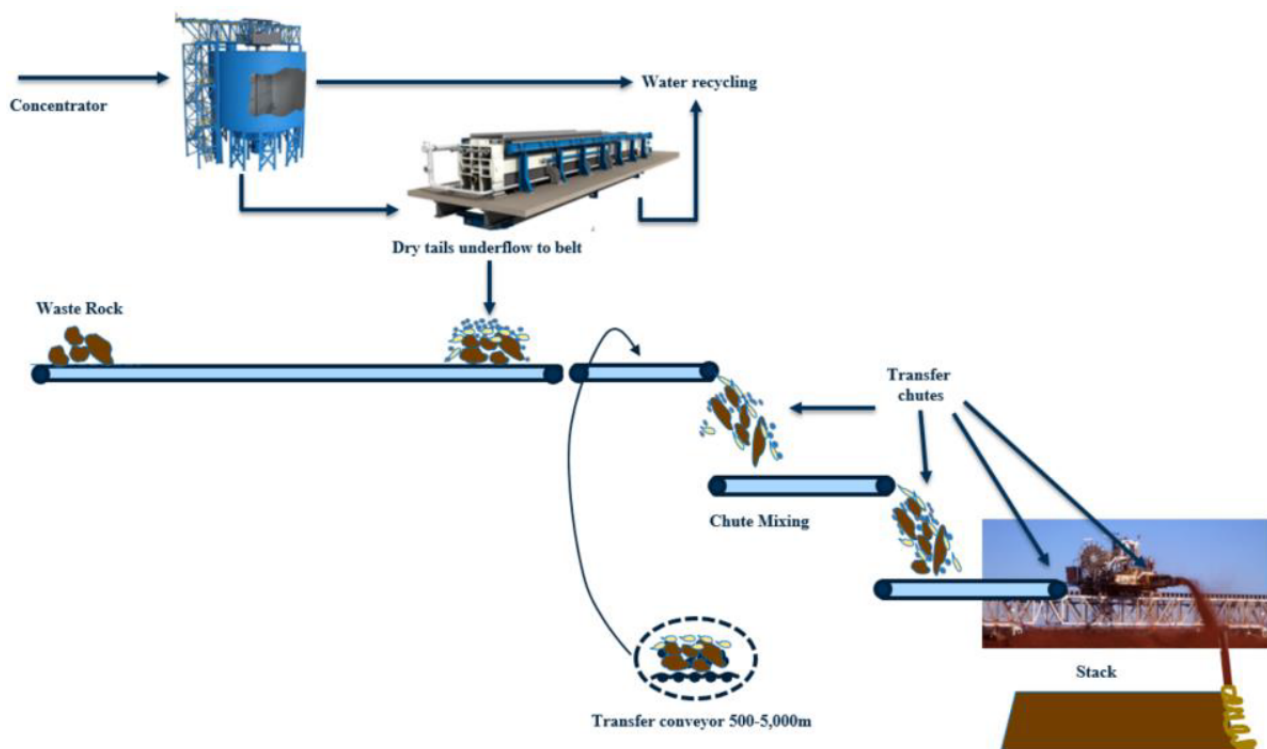 Concentrator
Water recycling
Dry tails underflow to belt
Waste Rock
Transfer
chutes
Chute Mixing
Stack
Transfer conveyor 500-5,000m